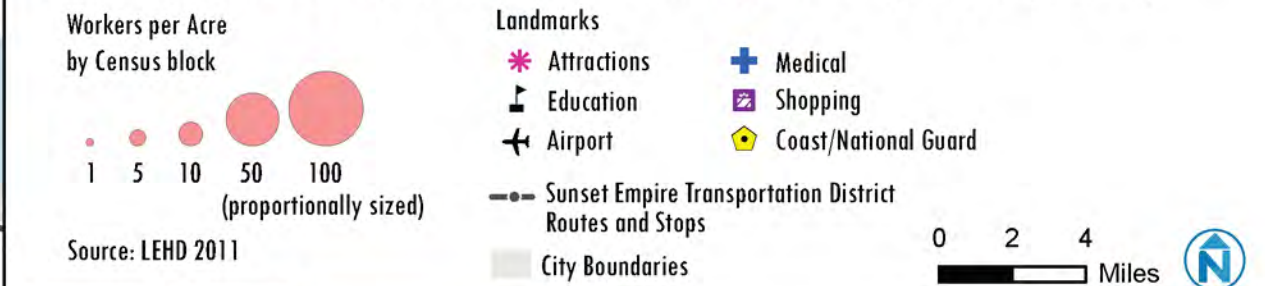 Workers per Acre
by Census block
1 5 10 50 100
(proportionally sized)
Source: LEHD 2011
Landmarks
Attractions
Education
Airport
Medical
Shopping
Coast/National Guard
Sunset Empire Transportation District
Routes and Stops
City Boundaries
0 2 4
Miles
N